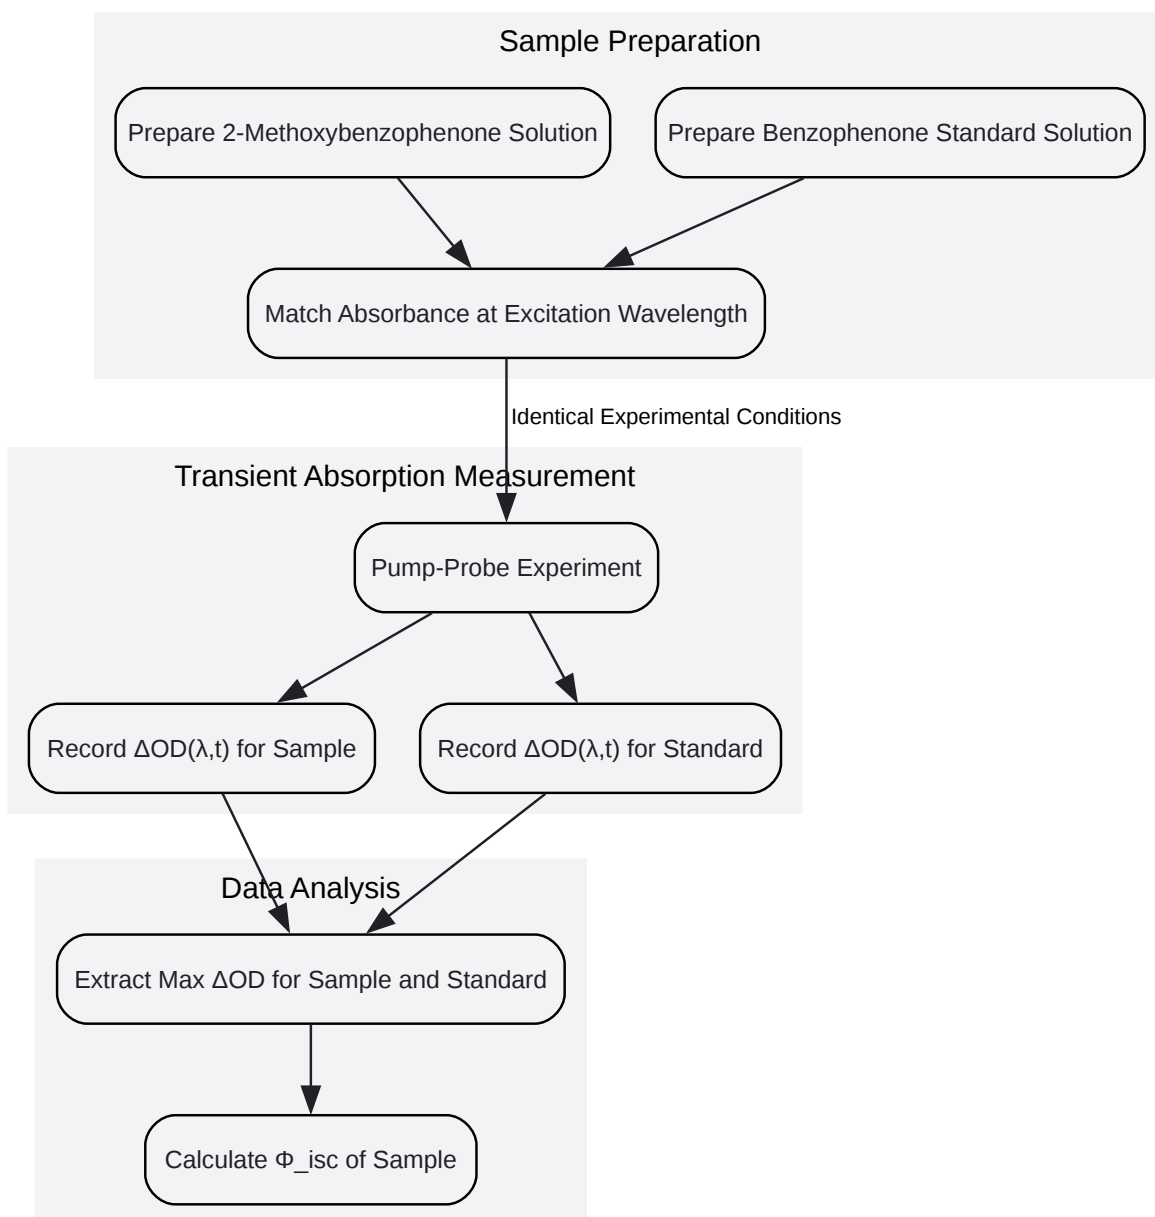 Sample Preparation
Prepare 2-Methoxybenzophenone Solution
Prepare Benzophenone Standard Solution
Match Absorbance at Excitation Wavelength
Identical Experimental Conditions
Transient Absorption Measurement
Pump-Probe Experiment
Record ΔOD(λ,t) for Sample
Record ΔOD(λ,t) for Standard
Data Analysis
Extract Max ΔOD for Sample and Standard
Calculate Φ_isc of Sample